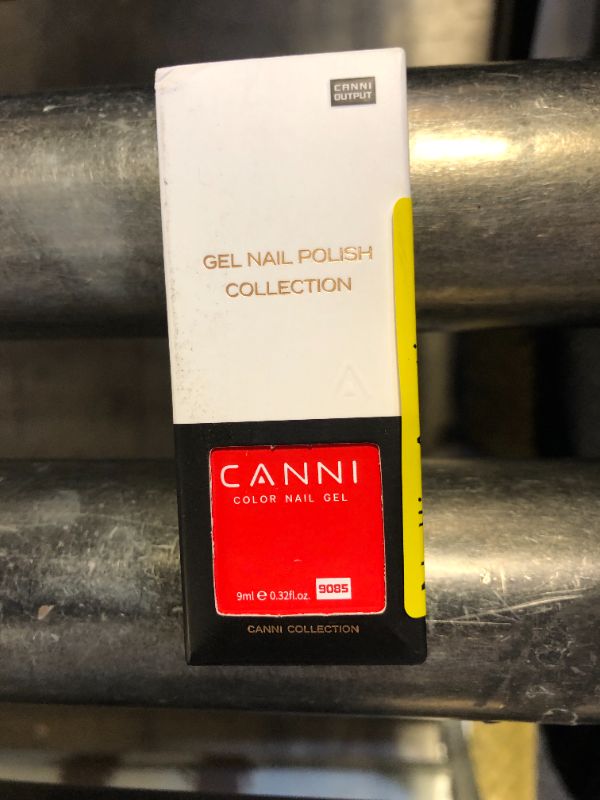 CANNI
OUTPUT
GEL NAIL POLISH
COLLECTION
CANNI
COLOR NAIL GEL
9ml ℮ 0.32fl.oz.
9085
CANNI COLLECTION